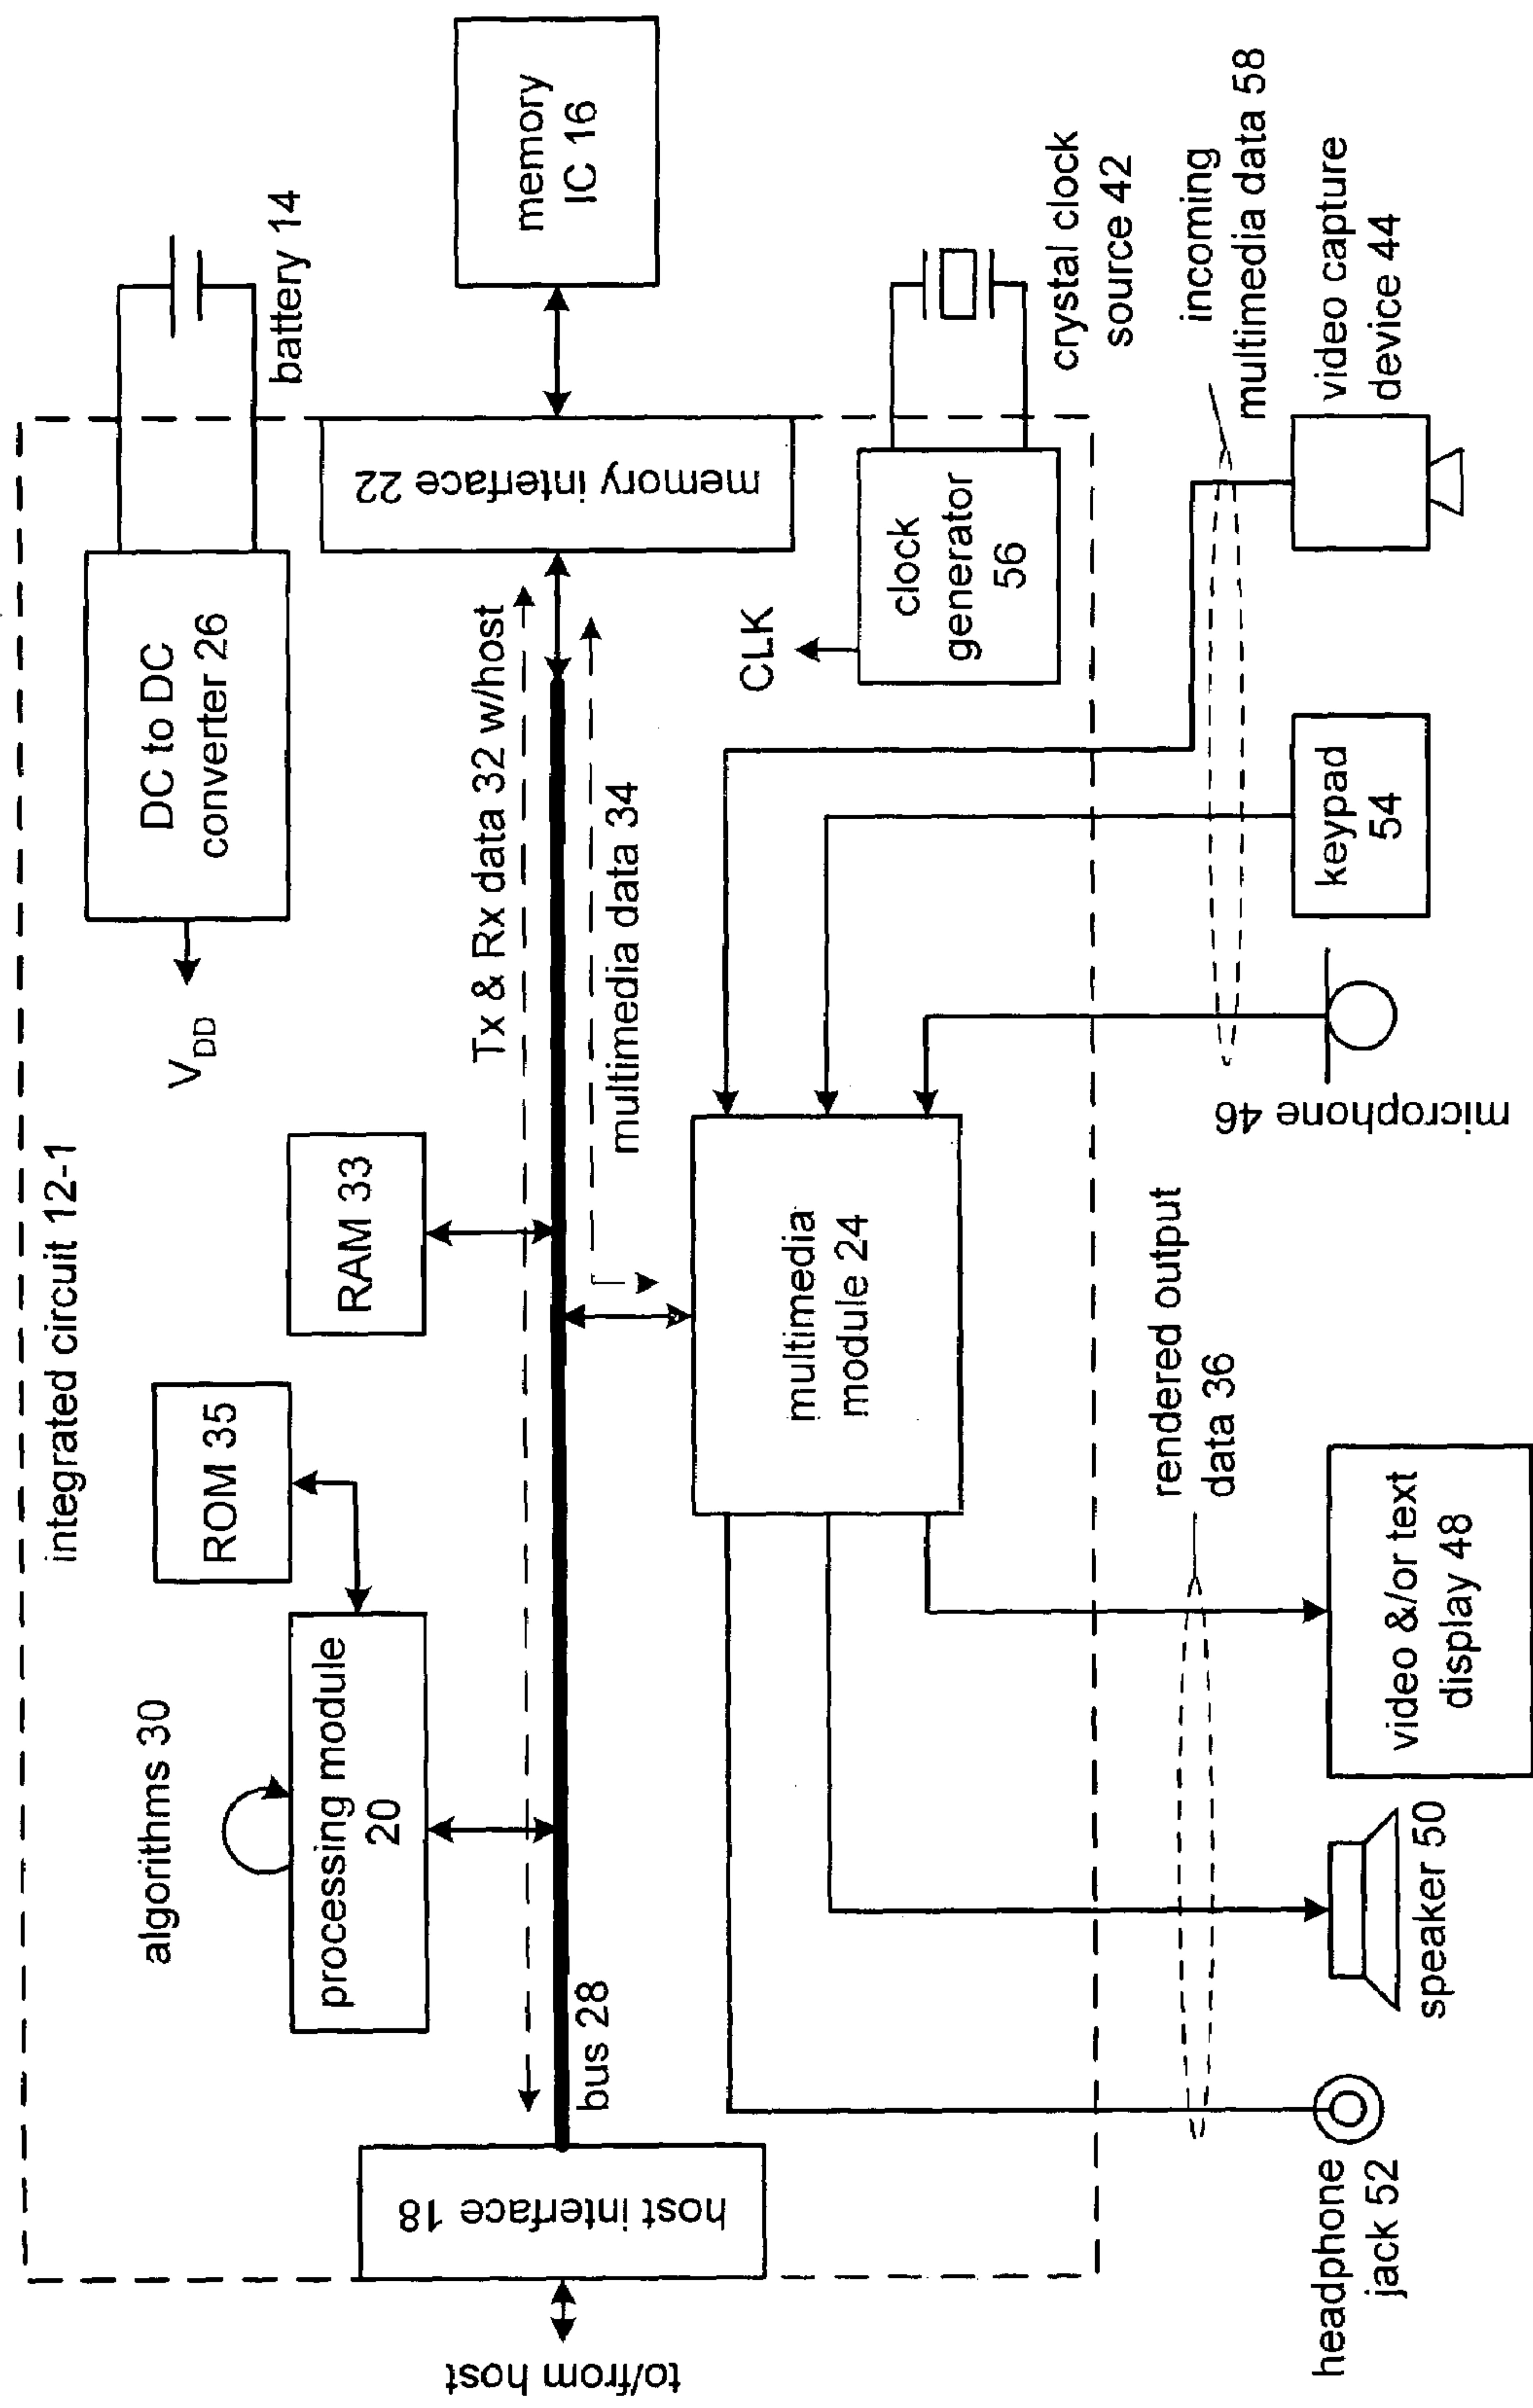 integrated circuit 12-1
algorithms 30
ROM 35
processing module
20
RAM 33
V DD
DC to DC
converter 26
battery 14
to/from host
host interface 18
bus 28
Tx & Rx data 32 w/host
multimedia data 34
memory interface 22
memory
IC 16
multimedia
module 24
CLK
clock
generator
56
crystal clock
source 42
rendered output
data 36
incoming
multimedia data 58
headphone
jack 52
speaker 50
video &/or text
display 48
microphone 46
keypad
54
video capture
device 44